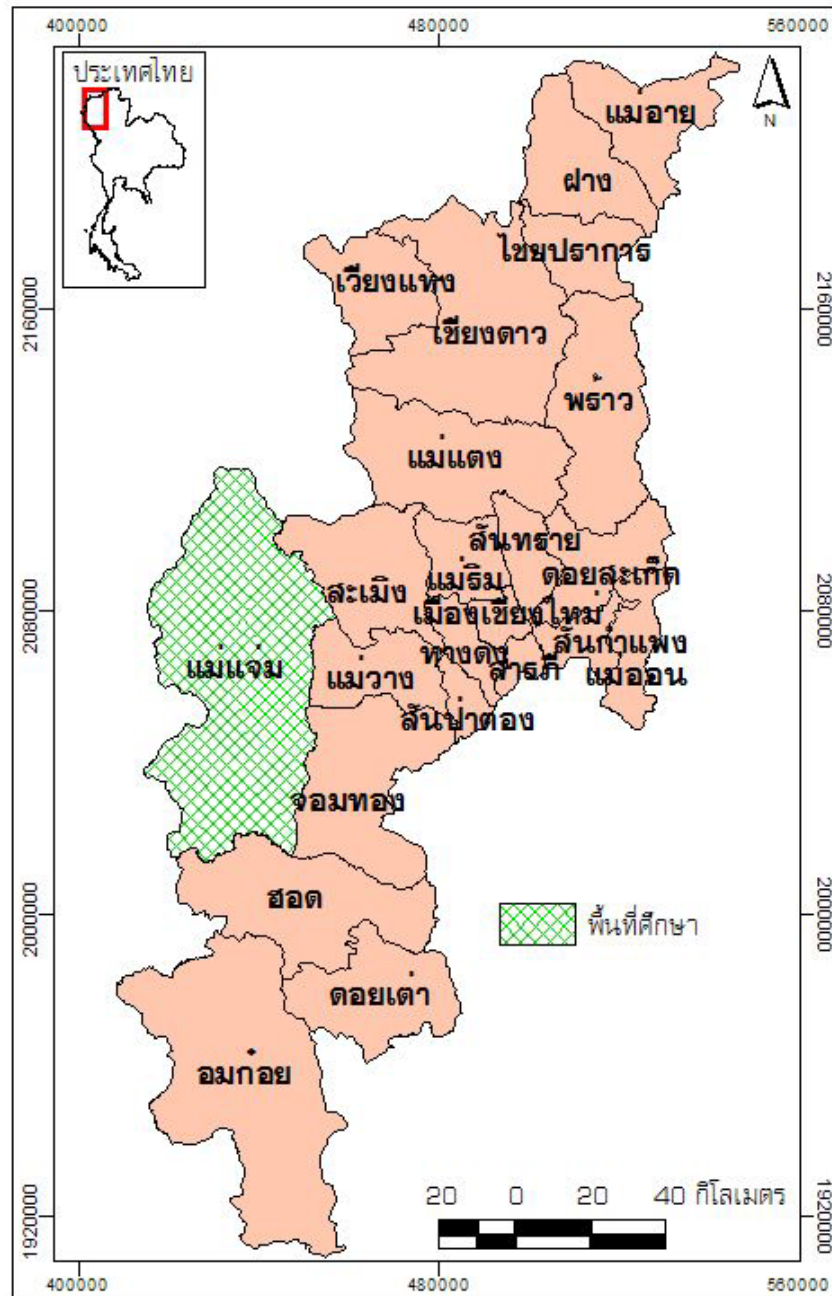 400000 480000 560000
ประเทศไทย
N
แม่อาย
ฝาง
ไชยปราการ
เวียงแหง
2160000 2160000
เชียงดาว
พร้าว
แม่แตง
สันทราย
แม่ริม
ดอยสะเก็ด
สะเมิง
2080000 2080000
เมืองเชียงใหม่
สันกำแพง
หางดง
สารภี
แม่ออน
แม่แจ่ม
แม่วาง
สันป่าตอง
จอมทอง
ฮอด
2000000 2000000
พื้นที่ศึกษา
ดอยเต่า
อมก๋อย
20 0 20 40 กิโลเมตร
1920000 1920000
400000 480000 560000